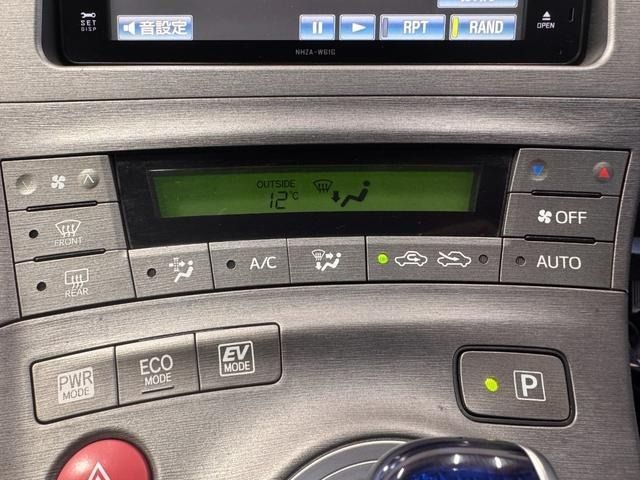 SET
DISP
音設定
RPT
RAND
NHZA-W61G
OPEN
OUTSIDE
12℃
OFF
FRONT
REAR
A/C
AUTO
PWR
MODE
ECO
MODE
EV
MODE
P